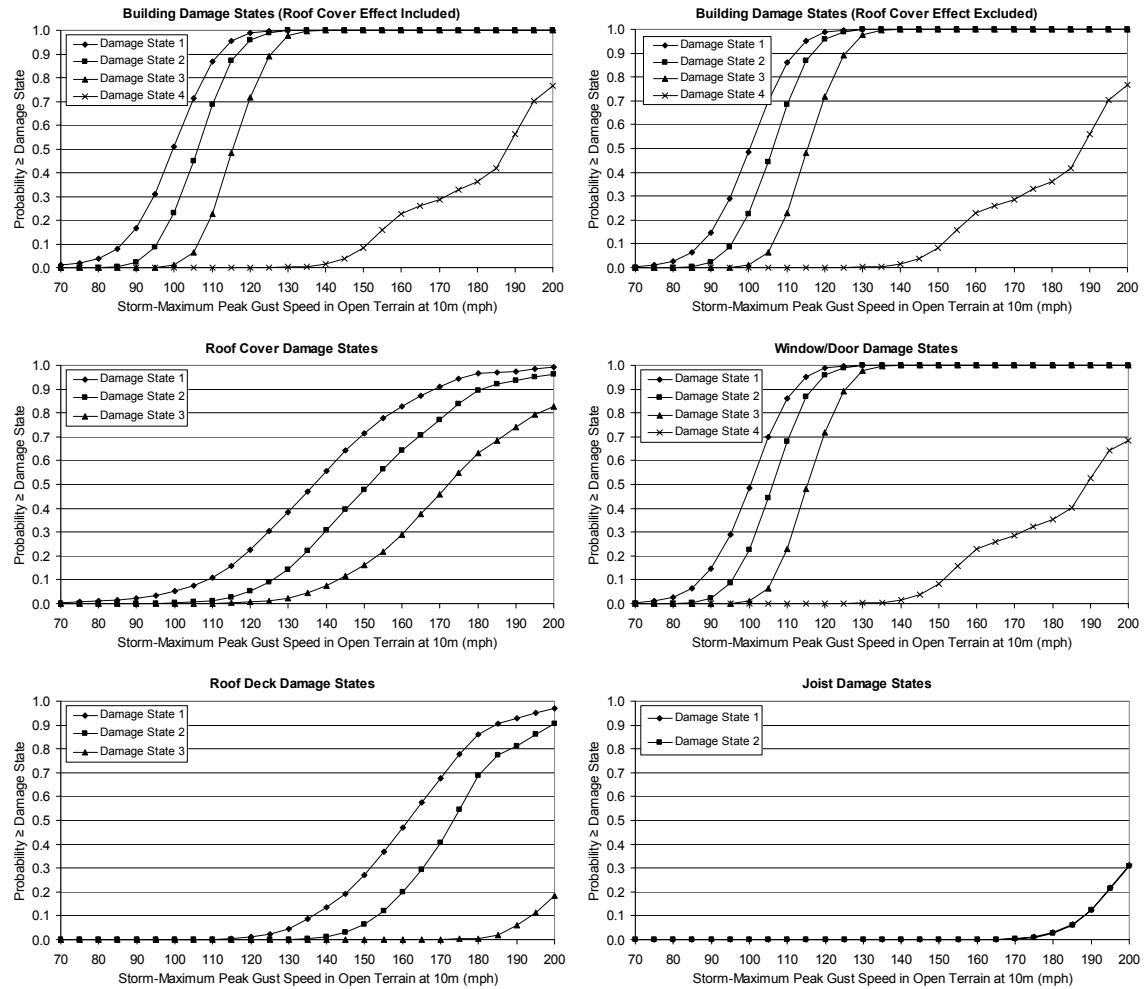 Building Damage States (Roof Cover Effect Included)
Probability ≥ Damage State
1.0
0.9
0.8
0.7
0.6
0.5
0.4
0.3
0.2
0.1
0.0
Damage State 1
Damage State 2
Damage State 3
Damage State 4
70 80 90 100 110 120 130 140 150 160 170 180 190 200
Storm-Maximum Peak Gust Speed in Open Terrain at 10m (mph)
Building Damage States (Roof Cover Effect Excluded)
Probability ≥ Damage State
1.0
0.9
0.8
0.7
0.6
0.5
0.4
0.3
0.2
0.1
0.0
Damage State 1
Damage State 2
Damage State 3
Damage State 4
70 80 90 100 110 120 130 140 150 160 170 180 190 200
Storm-Maximum Peak Gust Speed in Open Terrain at 10m (mph)
Roof Cover Damage States
Probability ≥ Damage State
1.0
0.9
0.8
0.7
0.6
0.5
0.4
0.3
0.2
0.1
0.0
Damage State 1
Damage State 2
Damage State 3
70 80 90 100 110 120 130 140 150 160 170 180 190 200
Storm-Maximum Peak Gust Speed in Open Terrain at 10m (mph)
Window/Door Damage States
Probability ≥ Damage State
1.0
0.9
0.8
0.7
0.6
0.5
0.4
0.3
0.2
0.1
0.0
Damage State 1
Damage State 2
Damage State 3
Damage State 4
70 80 90 100 110 120 130 140 150 160 170 180 190 200
Storm-Maximum Peak Gust Speed in Open Terrain at 10m (mph)
Roof Deck Damage States
Probability ≥ Damage State
1.0
0.9
0.8
0.7
0.6
0.5
0.4
0.3
0.2
0.1
0.0
Damage State 1
Damage State 2
Damage State 3
70 80 90 100 110 120 130 140 150 160 170 180 190 200
Storm-Maximum Peak Gust Speed in Open Terrain at 10m (mph)
Joist Damage States
Probability ≥ Damage State
1.0
0.9
0.8
0.7
0.6
0.5
0.4
0.3
0.2
0.1
0.0
Damage State 1
Damage State 2
70 80 90 100 110 120 130 140 150 160 170 180 190 200
Storm-Maximum Peak Gust Speed in Open Terrain at 10m (mph)